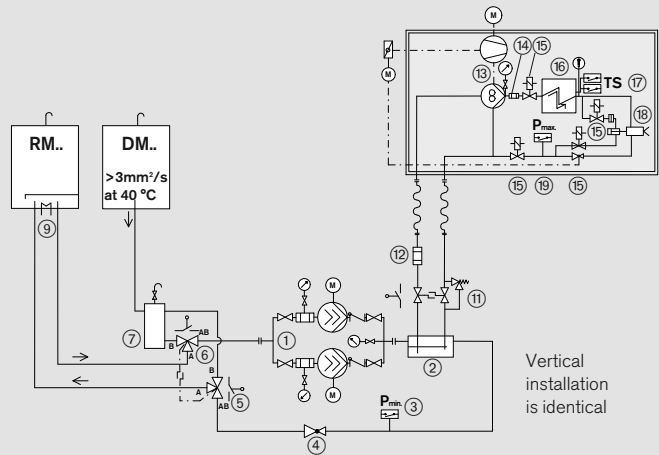 M
M
13
14
15
16
TS
17
18
15
Pmax.
15
19
15
RM..
DM..
>3mm²/s
at 40 °C
9
12
11
7
B
AB
A
6
M
1
M
2
B
A
AB
5
Pmin.
3
4
Vertical
installation
is identical